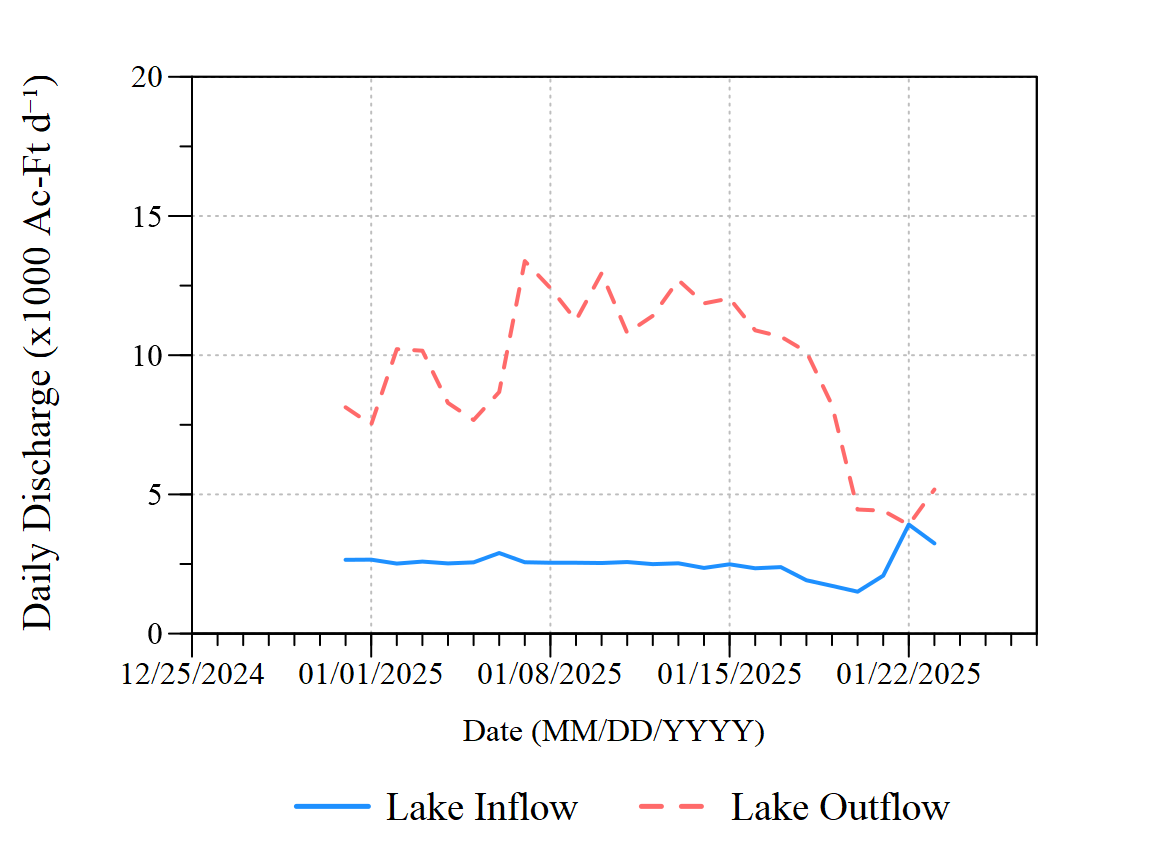 Daily Discharge (x1000 Ac-Ft d⁻¹)
20
15
10
5
0
12/25/2024 01/01/2025 01/08/2025 01/15/2025 01/22/2025
Date (MM/DD/YYYY)
Lake Inflow Lake Outflow